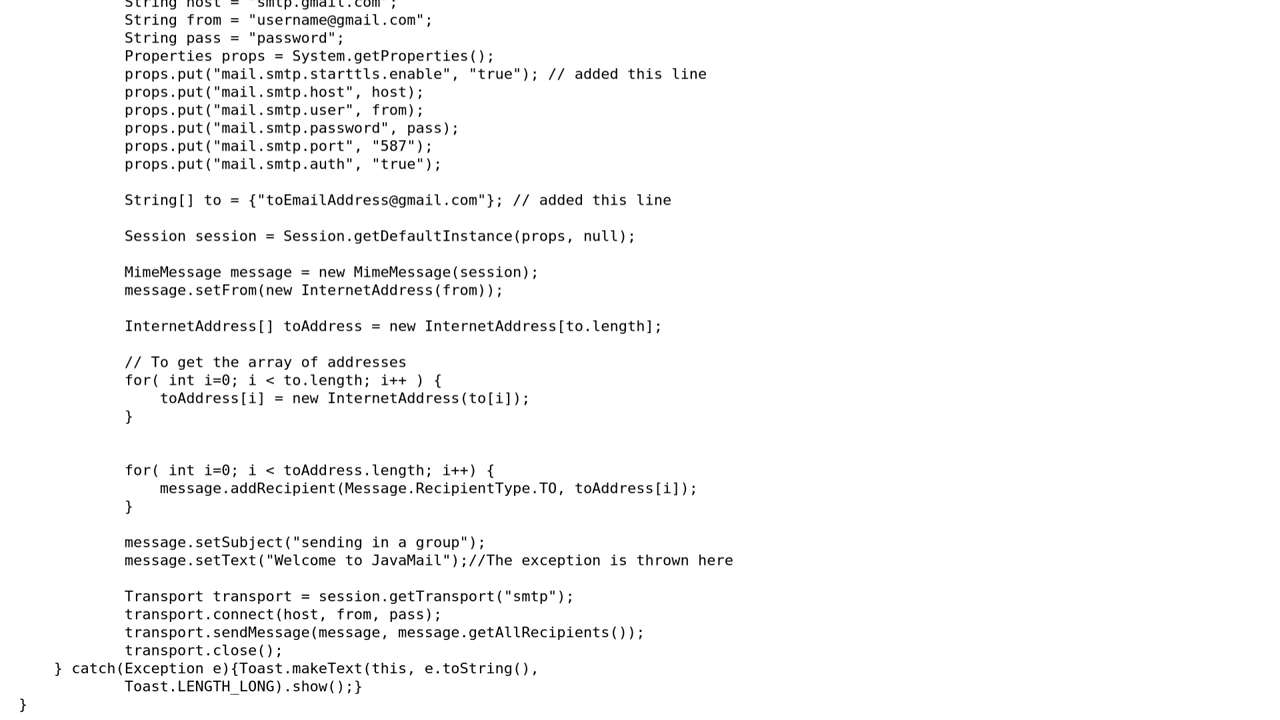 String host = "smtp.gmail.com";
String from = "username@gmail.com";
String pass = "password";
Properties props = System.getProperties();
props.put("mail.smtp.starttls.enable", "true"); // added this line
props.put("mail.smtp.host", host);
props.put("mail.smtp.user", from);
props.put("mail.smtp.password", pass);
props.put("mail.smtp.port", "587");
props.put("mail.smtp.auth", "true");
String[] to = {"toEmailAddress@gmail.com"}; // added this line
Session session = Session.getDefaultInstance(props, null);
MimeMessage message = new MimeMessage(session);
message.setFrom(new InternetAddress(from));
InternetAddress[] toAddress = new InternetAddress[to.length];
// To get the array of addresses
for( int i=0; i < to.length; i++ ) {
toAddress[i] = new InternetAddress(to[i]);
}
for( int i=0; i < toAddress.length; i++) {
message.addRecipient(Message.RecipientType.TO, toAddress[i]);
}
message.setSubject("sending in a group");
message.setText("Welcome to JavaMail");//The exception is thrown here
Transport transport = session.getTransport("smtp");
transport.connect(host, from, pass);
transport.sendMessage(message, message.getAllRecipients());
transport.close();
} catch(Exception e){Toast.makeText(this, e.toString(),
Toast.LENGTH_LONG).show();}
}